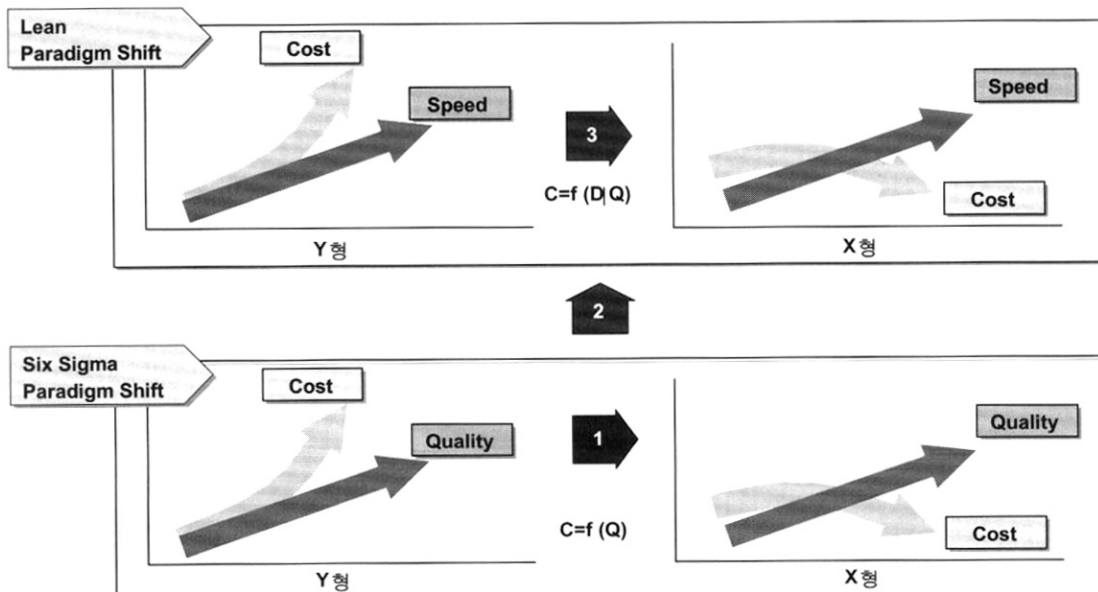 Lean
Paradigm Shift
Cost
Speed
Y형
3
C=f (D|Q)
Speed
Cost
X형
2
Six Sigma
Paradigm Shift
Cost
Quality
Y형
1
C=f (Q)
Quality
Cost
X형